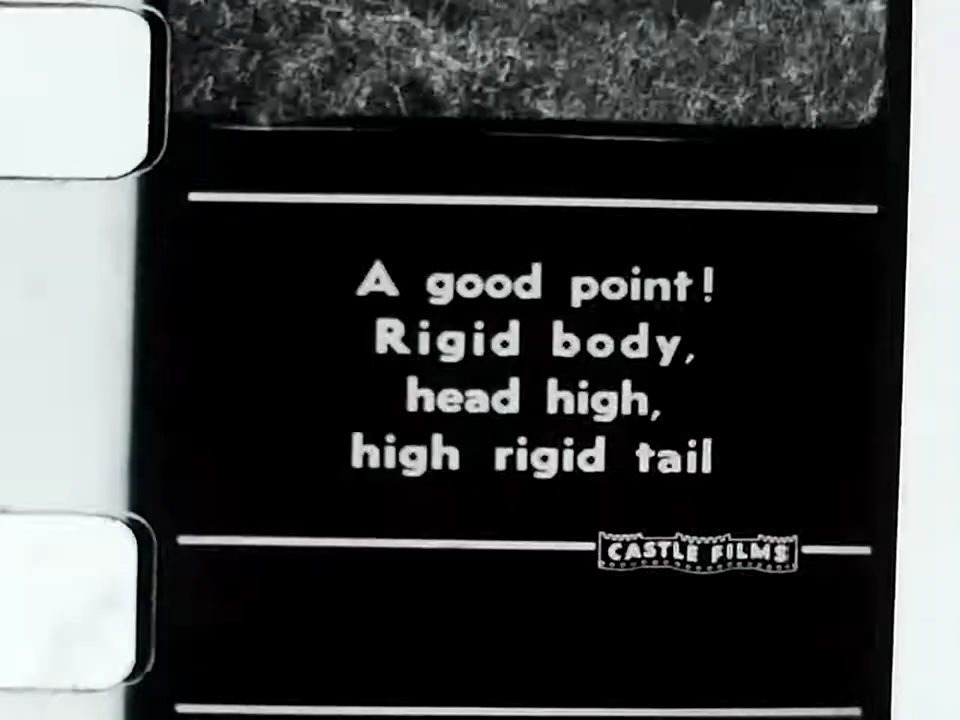 A good point!
Rigid body,
head high,
high rigid tail
CASTLE FILMS